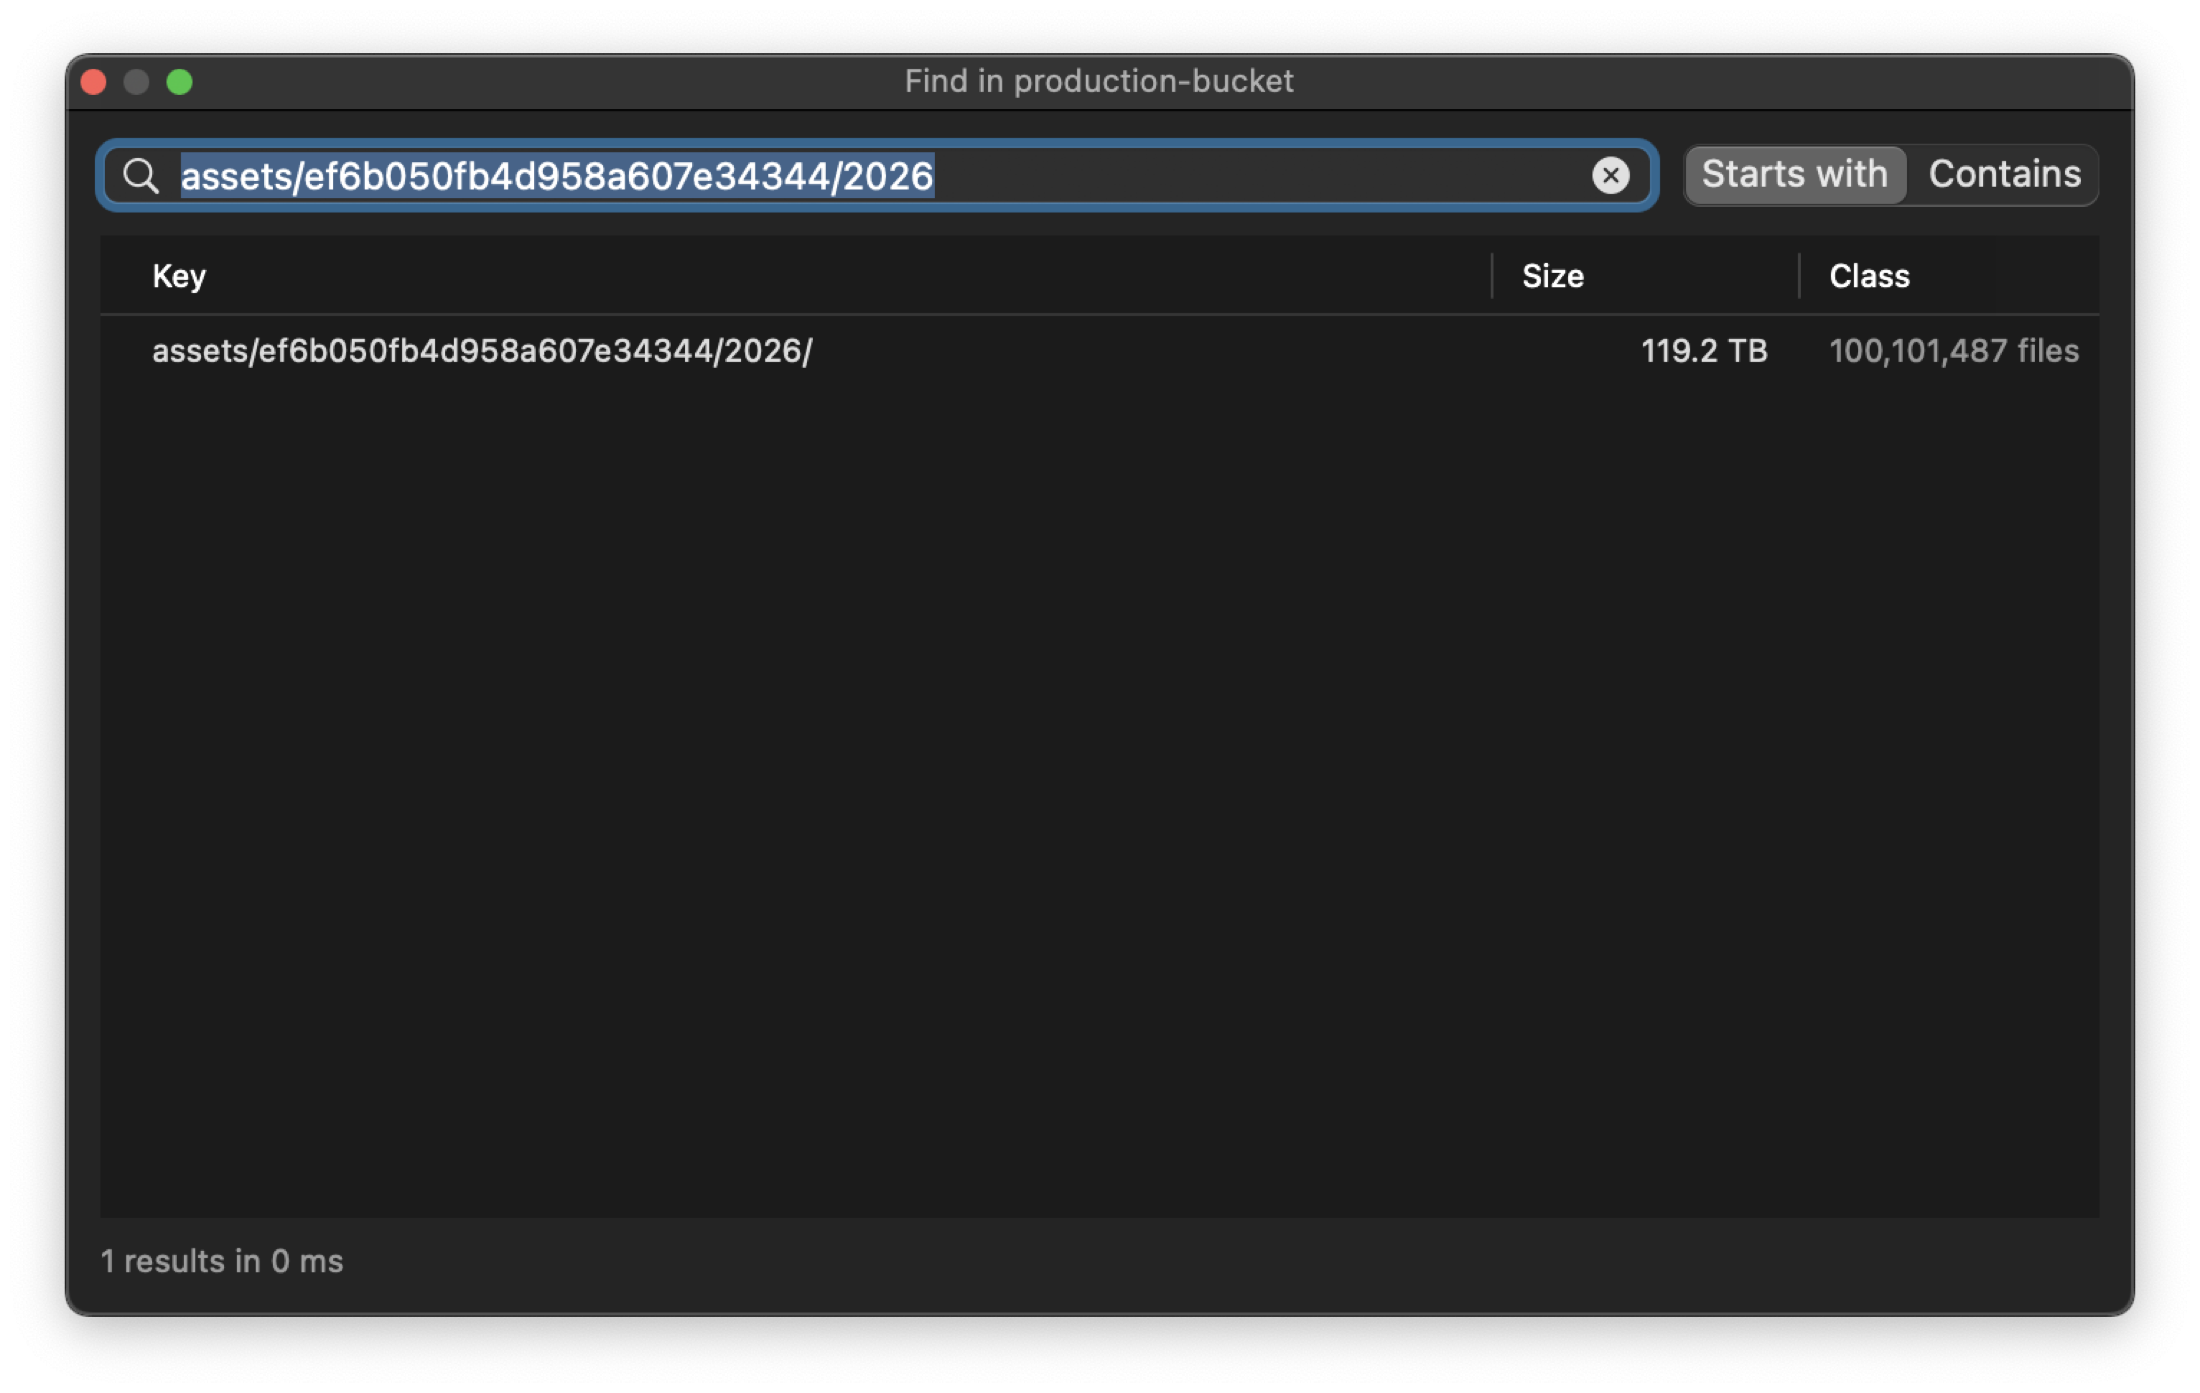 Find in production-bucket
assets/ef6b050fb4d958a607e34344/2026 Starts with Contains
Key Size Class
assets/ef6b050fb4d958a607e34344/2026/ 119.2 TB 100,101,487 files
1 results in 0 ms